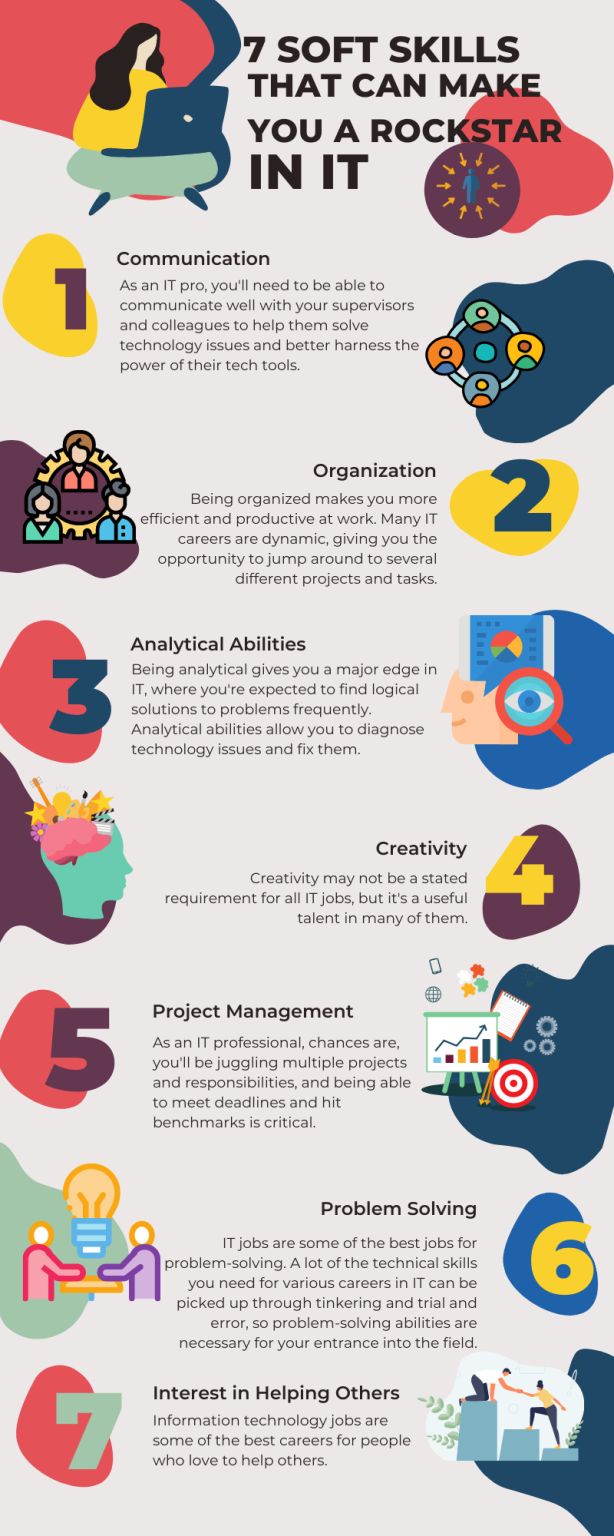 7 SOFT SKILLS
THAT CAN MAKE
YOU A ROCKSTAR
IN IT
1
Communication
As an IT pro, you'll need to be able to
communicate well with your supervisors
and colleagues to help them solve
technology issues and better harness the
power of their tech tools.
2
Organization
Being organized makes you more
efficient and productive at work. Many IT
careers are dynamic, giving you the
opportunity to jump around to several
different projects and tasks.
3
Analytical Abilities
Being analytical gives you a major edge in
IT, where you're expected to find logical
solutions to problems frequently.
Analytical abilities allow you to diagnose
technology issues and fix them.
4
Creativity
Creativity may not be a stated
requirement for all IT jobs, but it's a useful
talent in many of them.
5
Project Management
As an IT professional, chances are,
you'll be juggling multiple projects
and responsibilities, and being able
to meet deadlines and hit
benchmarks is critical.
6
Problem Solving
IT jobs are some of the best jobs for
problem-solving. A lot of the technical skills
you need for various careers in IT can be
picked up through tinkering and trial and
error, so problem-solving abilities are
necessary for your entrance into the field.
7
Interest in Helping Others
Information technology jobs are
some of the best careers for people
who love to help others.